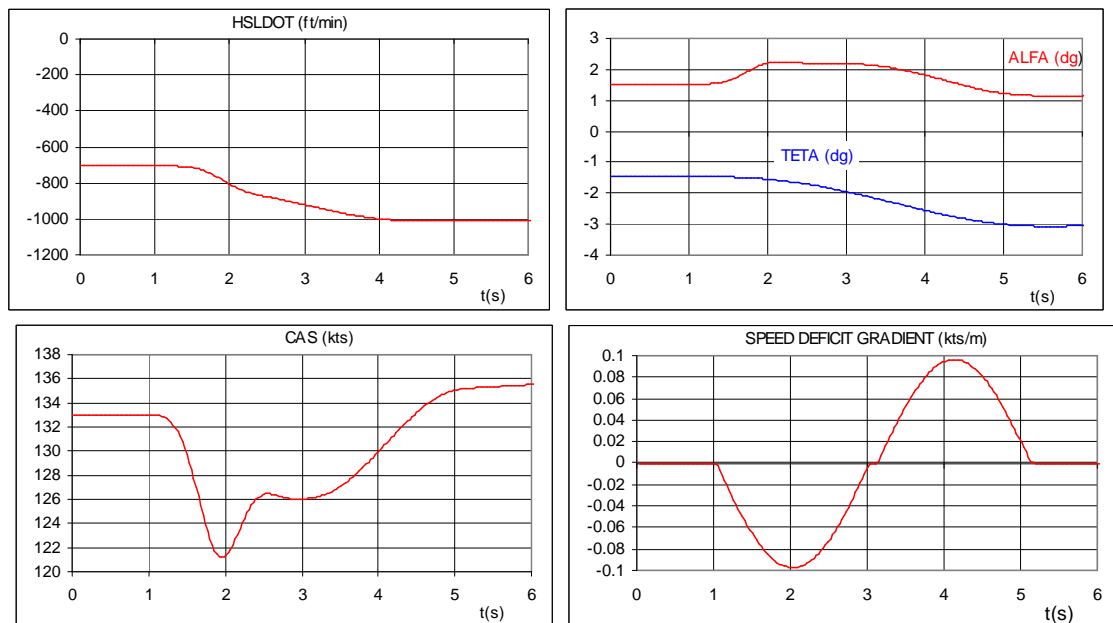 HSLDOT (ft/min)
0
-200
-400
-600
-800
-1000
-1200
0 1 2 3 4 5 6
t(s)
3
2
1
0
-1
-2
-3
-4
ALFA (dg)
TETA (dg)
0 1 2 3 4 5 6
t(s)
CAS (kts)
138
136
134
132
130
128
126
124
122
120
0 1 2 3 4 5 6
t(s)
SPEED DEFICIT GRADIENT (kts/m)
0.1
0.08
0.06
0.04
0.02
0
-0.02
-0.04
-0.06
-0.08
-0.1
0 1 2 3 4 5 6
t(s)